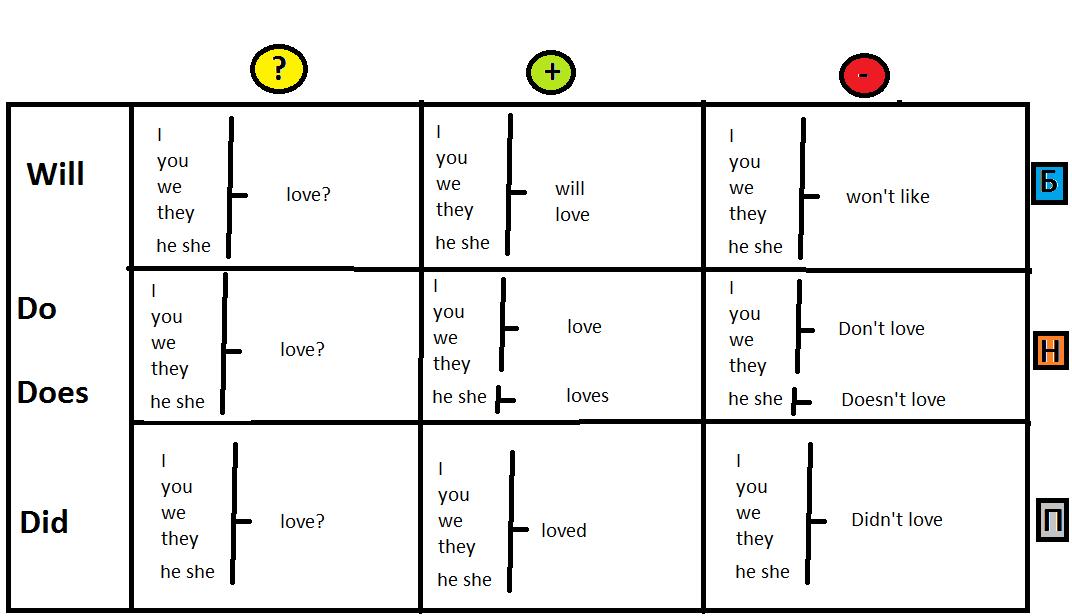 ? + -
Will
I
you
we
they
he she
love?
I
you
we
they
he she
will
love
I
you
we
they
he she
won't like
Б
Do
Does
I
you
we
they
he she
love?
I
you
we
they
love
he she
loves
I
you
we
they
Don't love
he she
Doesn't love
Н
Did
I
you
we
they
he she
love?
I
you
we
they
he she
loved
I
you
we
they
he she
Didn't love
П